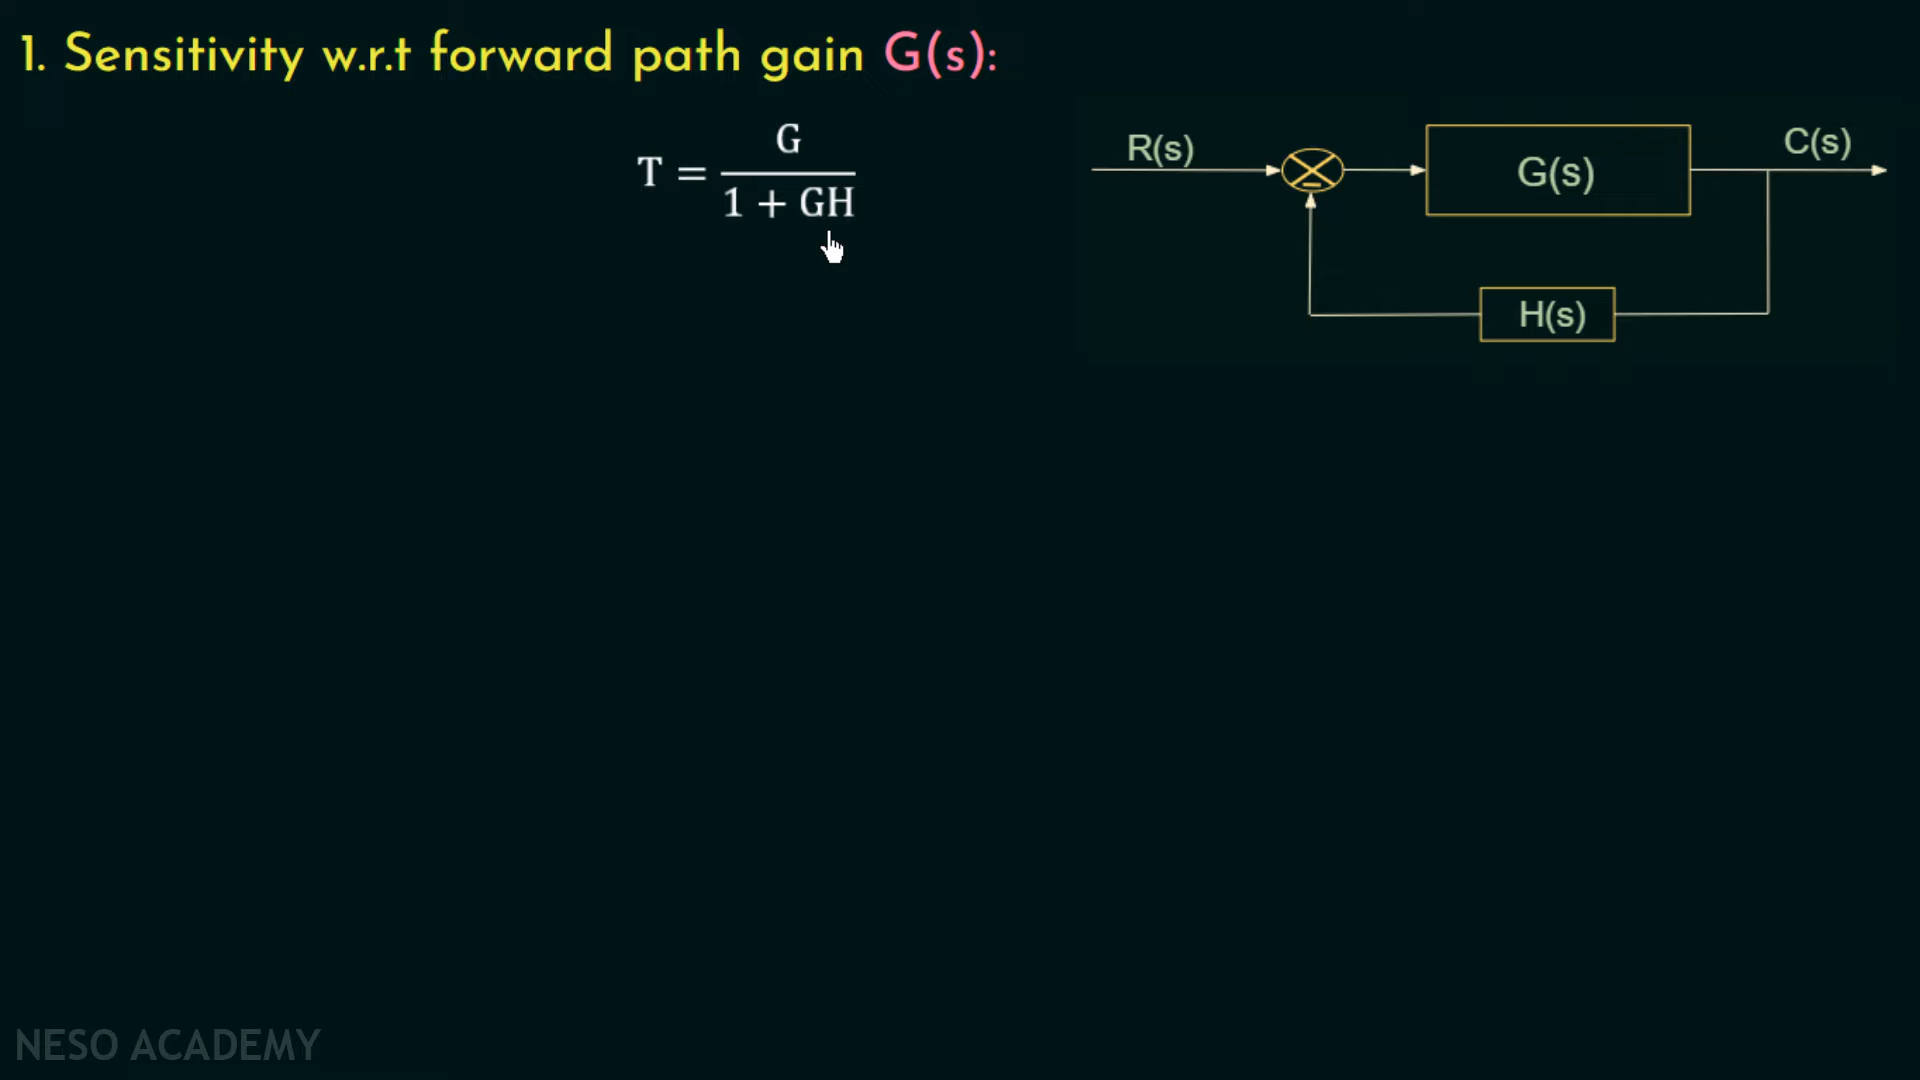 1. Sensitivity w.r.t forward path gain G(s):
T = G / 1 + GH
R(s)
G(s)
C(s)
H(s)
NESO ACADEMY